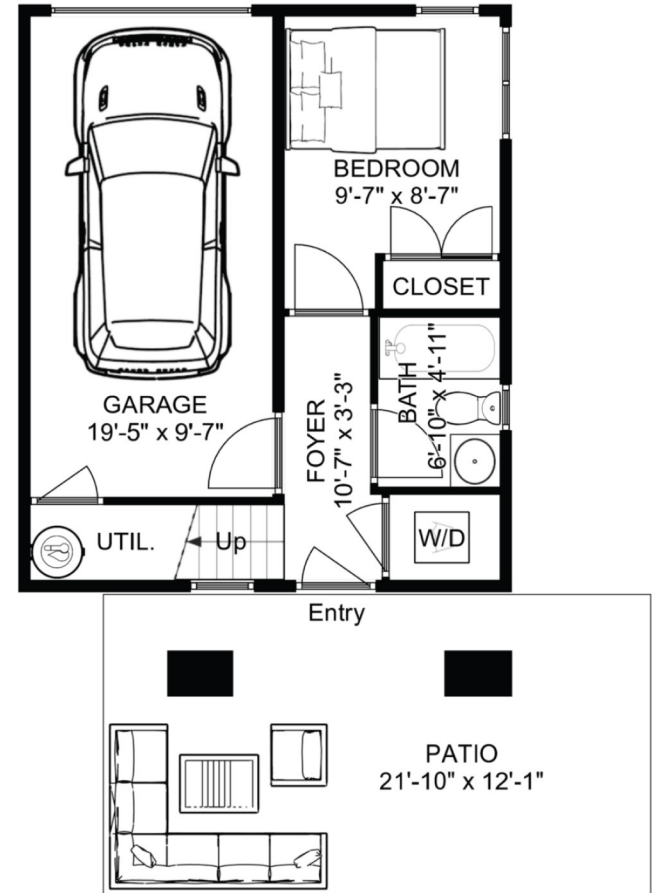 BEDROOM
9'-7" x 8'-7"
CLOSET
GARAGE
19'-5" x 9'-7"
FOYER
10'-7" x 3'-3"
BATH
6'-10" x 4'-11"
UTIL.
Up
W/D
Entry
PATIO
21'-10" x 12'-1"